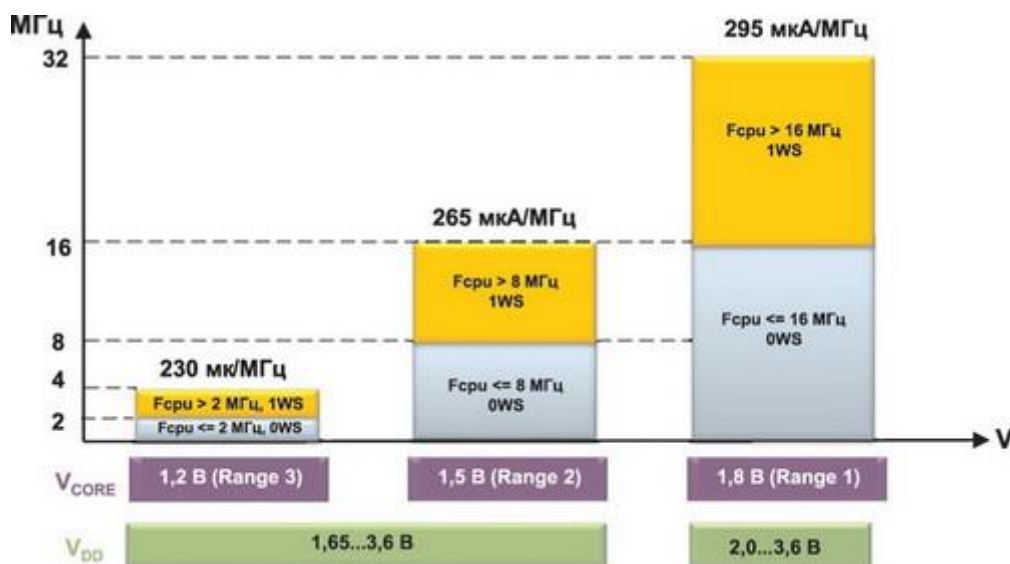 МГц
295 мкА/МГц
32
Fcpu > 16 МГц
1WS
265 мкА/МГц
16
Fcpu > 8 МГц
1WS
Fcpu <= 16 МГц
0WS
8
230 мк/МГц
4
Fcpu <= 8 МГц
0WS
Fcpu > 2 МГц, 1WS
2
Fcpu <= 2 МГц, 0WS
V
VCORE
1,2 В (Range 3)
1,5 В (Range 2)
1,8 В (Range 1)
VDD
1,65...3,6 В
2,0...3,6 В